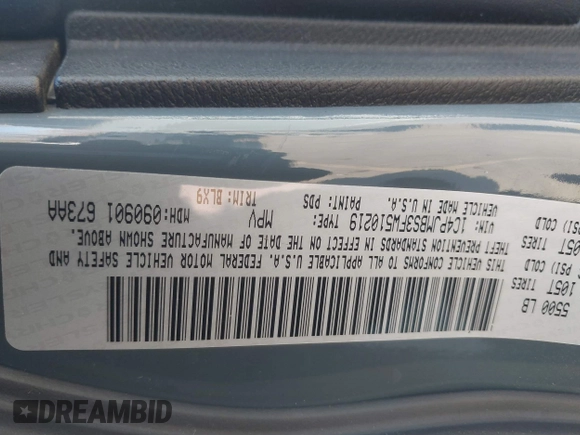 5500 LB
105T TIRES
PSI) COLD
105T TIRES
PSI) COLD
THIS VEHICLE CONFORMS TO ALL APPLICABLE U.S.A. FEDERAL MOTOR VEHICLE SAFETY AND
THEFT PREVENTION STANDARDS IN EFFECT ON THE DATE OF MANUFACTURE SHOWN ABOVE.
VIN: 1C4PJMBS3FW510219 TYPE: MPV MDH:090901 673AA
VEHICLE MADE IN U.S.A. PAINT: PDS TRIM: BLX9
DREAMBID